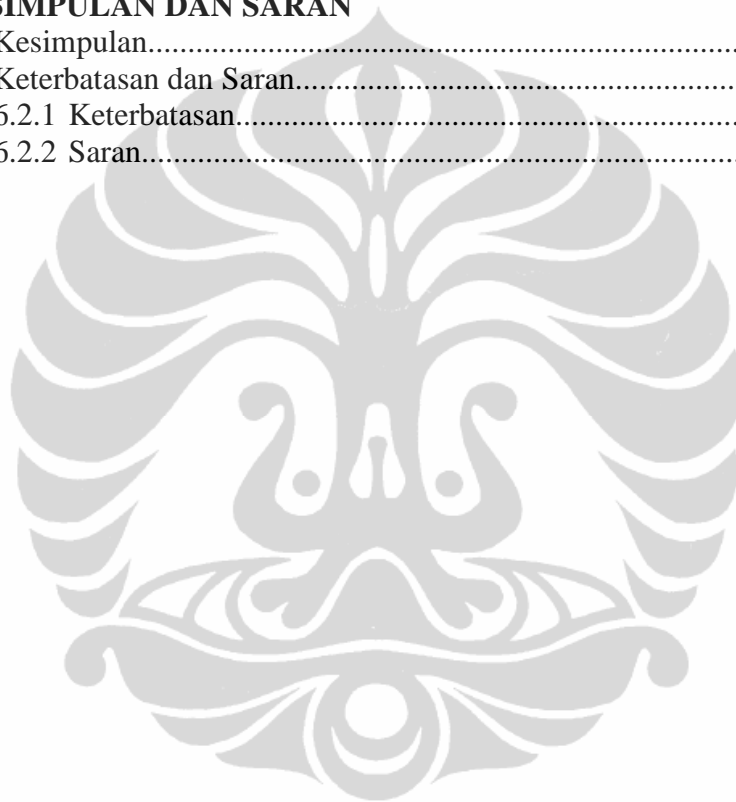 SIMPULAN DAN SARAN
Kesimpulan...........................................................................
Keterbatasan dan Saran.......................................................
6.2.1 Keterbatasan...............................................................
6.2.2 Saran...........................................................................